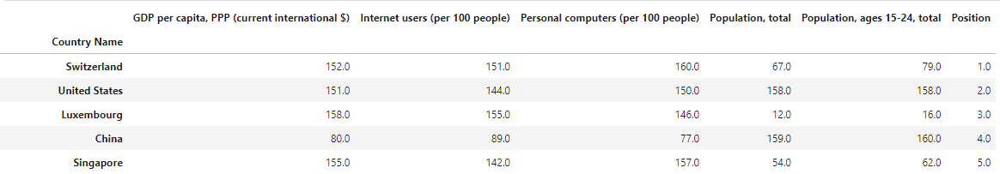 GDP per capita, PPP (current international $) Internet users (per 100 people) Personal computers (per 100 people) Population, total Population, ages 15-24, total Position
Country Name
Switzerland 152.0 151.0 160.0 67.0 79.0 1.0
United States 151.0 144.0 150.0 158.0 158.0 2.0
Luxembourg 158.0 155.0 146.0 12.0 16.0 3.0
China 80.0 89.0 77.0 159.0 160.0 4.0
Singapore 155.0 142.0 157.0 54.0 62.0 5.0